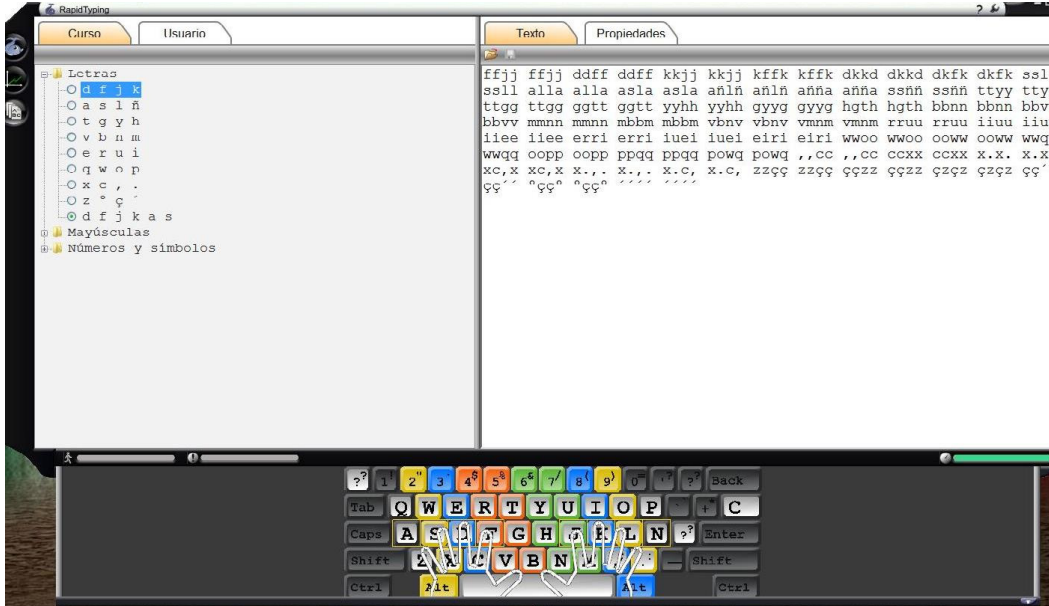 RapidTyping
Curso Usuario
Texto Propiedades
Letras
d f j k
a s l ñ
t g y h
v b n m
e r u i
q w o p
x c , .
z º ç ´
d f j k a s
Mayúsculas
Números y símbolos
ffjj ffjj ddff ddff kkjj kkjj kffk kffk dkkd dkkd dkfk dkfk ssl
ssll alla alla asla asla añlñ añlñ añña añña ssññ ssññ ttyy tty
ttgg ttgg ggtt ggtt yyhh yyhh gyyg gyyg hgth hgth bbnn bbnn bbv
bbvv mmnn mmnn mbbm mbbm vbnv vbnv vmnm vmnm rruu rruu iiuu iiu
iiee iiee erri erri iuei iuei eiri eiri wwoo wwoo ooww ooww wwq
wwqq oopp oopp ppqq ppqq powq powq ,,cc ,,cc ccxx ccxx x.x. x.x
xc,x xc,x x.,. x.,. x.c, x.c, zzçç zzçç ççzz ççzz çzçz çzçz çç´
çç´´ ºççº ºççº ´´´´ ´´´´
Back
Tab Q W E R T Y U I O P + C
Caps A S D F G H J K L N Enter
Shift Z X C V B N M Shift
Ctrl Alt Alt Ctrl